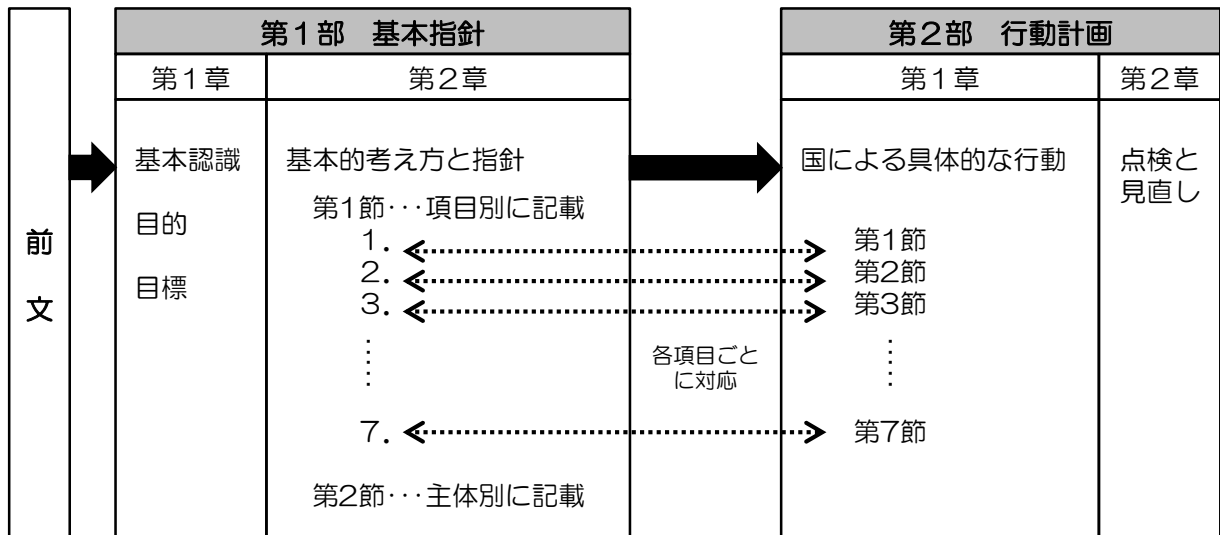 前文
第１部　基本指針
第１章
第２章
基本認識
目的
目標
基本的考え方と指針
第1節･･･項目別に記載
1.
2.
3.
7.
第2節･･･主体別に記載
各項目ごと
に対応
第２部　行動計画
第１章
第２章
国による具体的な行動
第1節
第2節
第3節
第7節
点検と
見直し